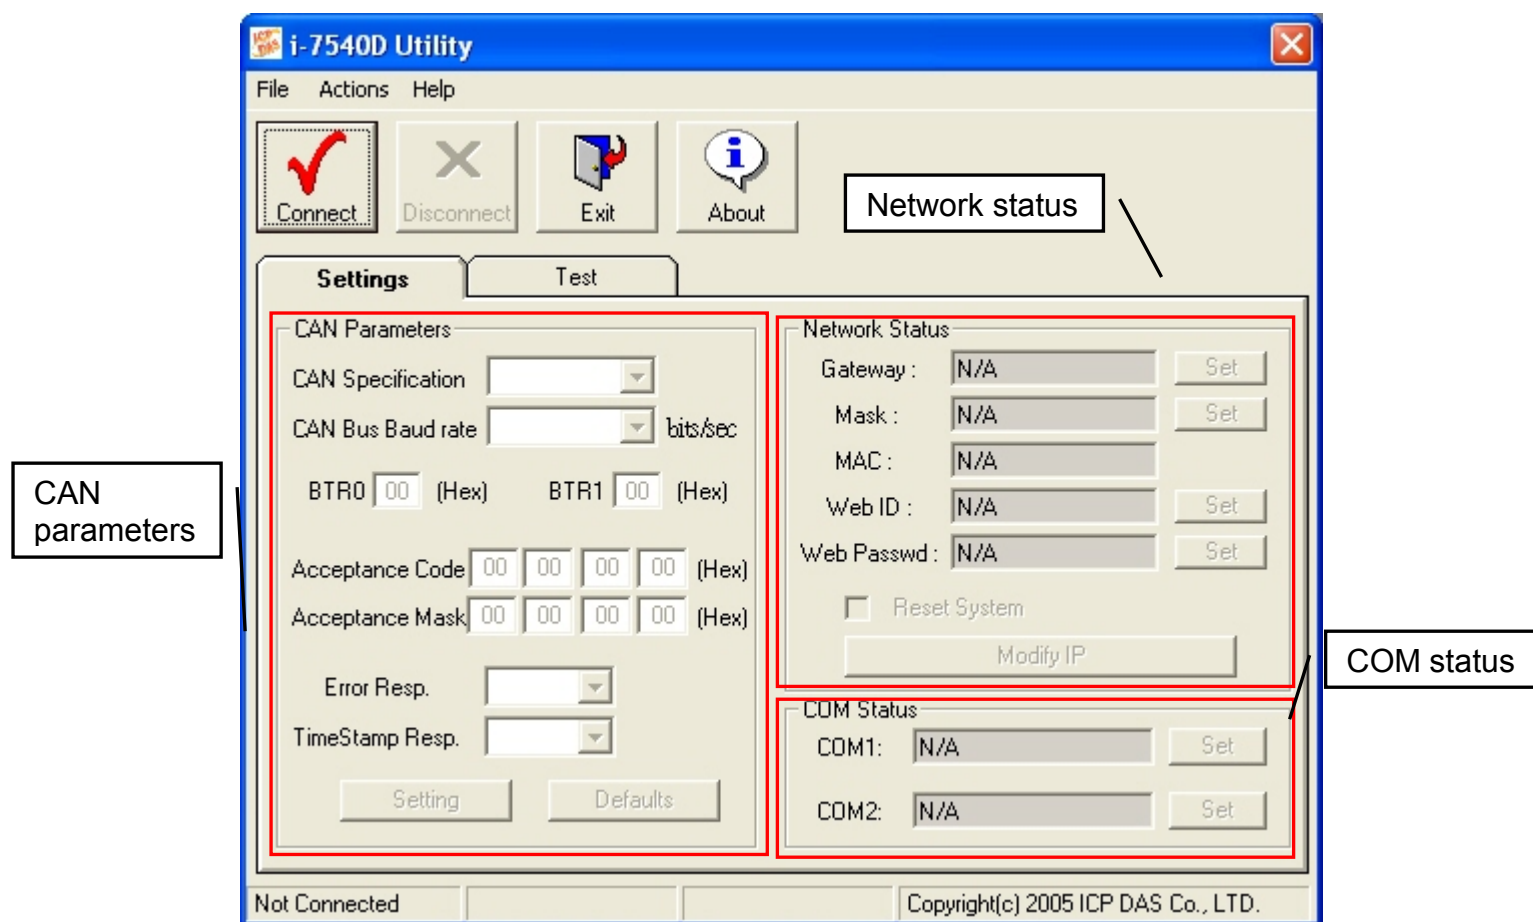 ICP DAS
i-7540D Utility
File Actions Help
Connect Disconnect Exit About
Network status
Settings Test
CAN Parameters
CAN Specification
CAN Bus Baud rate bits/sec
BTR0 00 (Hex) BTR1 00 (Hex)
Acceptance Code 00 00 00 00 (Hex)
Acceptance Mask 00 00 00 00 (Hex)
Error Resp.
TimeStamp Resp.
Setting Defaults
Network Status
Gateway : N/A Set
Mask : N/A Set
MAC : N/A
Web ID : N/A Set
Web Passwd : N/A Set
Reset System
Modify IP
COM Status
COM1: N/A Set
COM2: N/A Set
CAN
parameters
COM status
Not Connected Copyright(c) 2005 ICP DAS Co., LTD.